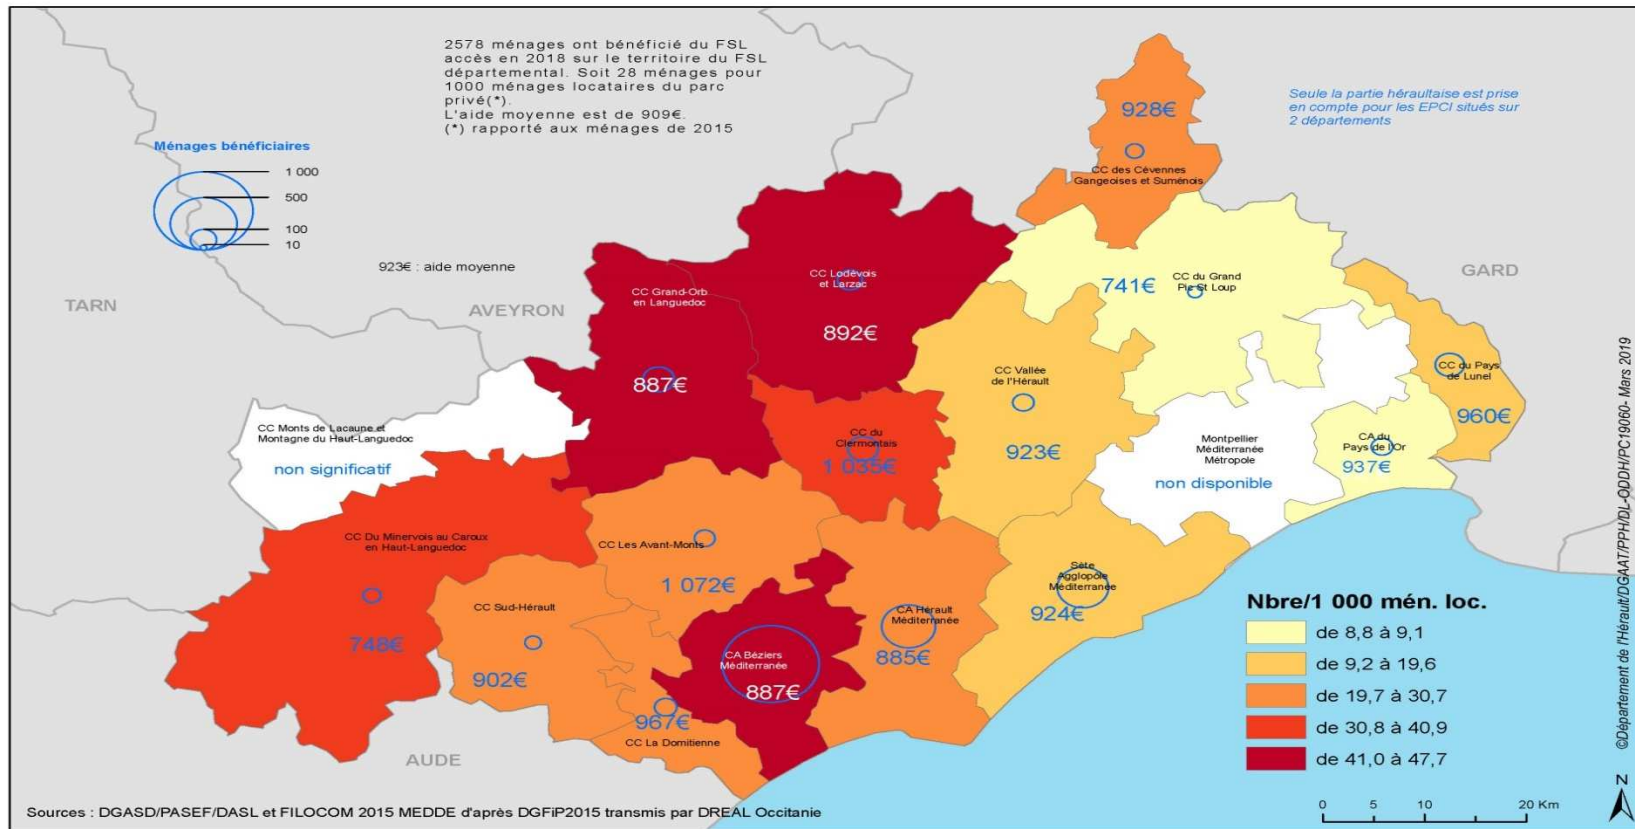 2578 ménages ont bénéficié du FSL
accès en 2018 sur le territoire du FSL
départemental. Soit 28 ménages pour
1000 ménages locataires du parc
privé(*).
L'aide moyenne est de 909€.
(*) rapporté aux ménages de 2015
Seule la partie héraultaise est prise
en compte pour les EPCI situés sur
2 départements
Ménages bénéficiaires
1 000
500
100
10
923€ : aide moyenne
TARN
AVEYRON
GARD
AUDE
928€
CC des Cévennes
Gangeoises et Suménois
741€
CC du Grand
Pic St Loup
CC Lodévois
et Larzac
892€
CC Grand-Orb
en Languedoc
887€
CC Vallée
de l'Hérault
923€
CC du Pays
de Lunel
960€
CC Monts de Lacaune et
Montagne du Haut-Languedoc
non significatif
CC du
Clermontais
1 035€
Montpellier
Méditerranée
Métropole
non disponible
CA du
Pays de l'Or
937€
CC Du Minervois au Caroux
en Haut-Languedoc
748€
CC Les Avant-Monts
1 072€
Sète
Agglopôle
Méditerranée
924€
CC Sud-Hérault
902€
CA Hérault
Méditerranée
885€
CA Béziers
Méditerranée
887€
967€
CC La Domitienne
Nbre/1 000 mén. loc.
de 8,8 à 9,1
de 9,2 à 19,6
de 19,7 à 30,7
de 30,8 à 40,9
de 41,0 à 47,7
N
0 5 10 20 Km
Sources : DGASD/PASEF/DASL et FILOCOM 2015 MEDDE d'après DGFiP2015 transmis par DREAL Occitanie
©Département de l'Hérault/DGAAT/PPH/DL-ODDH/PC19060- Mars 2019